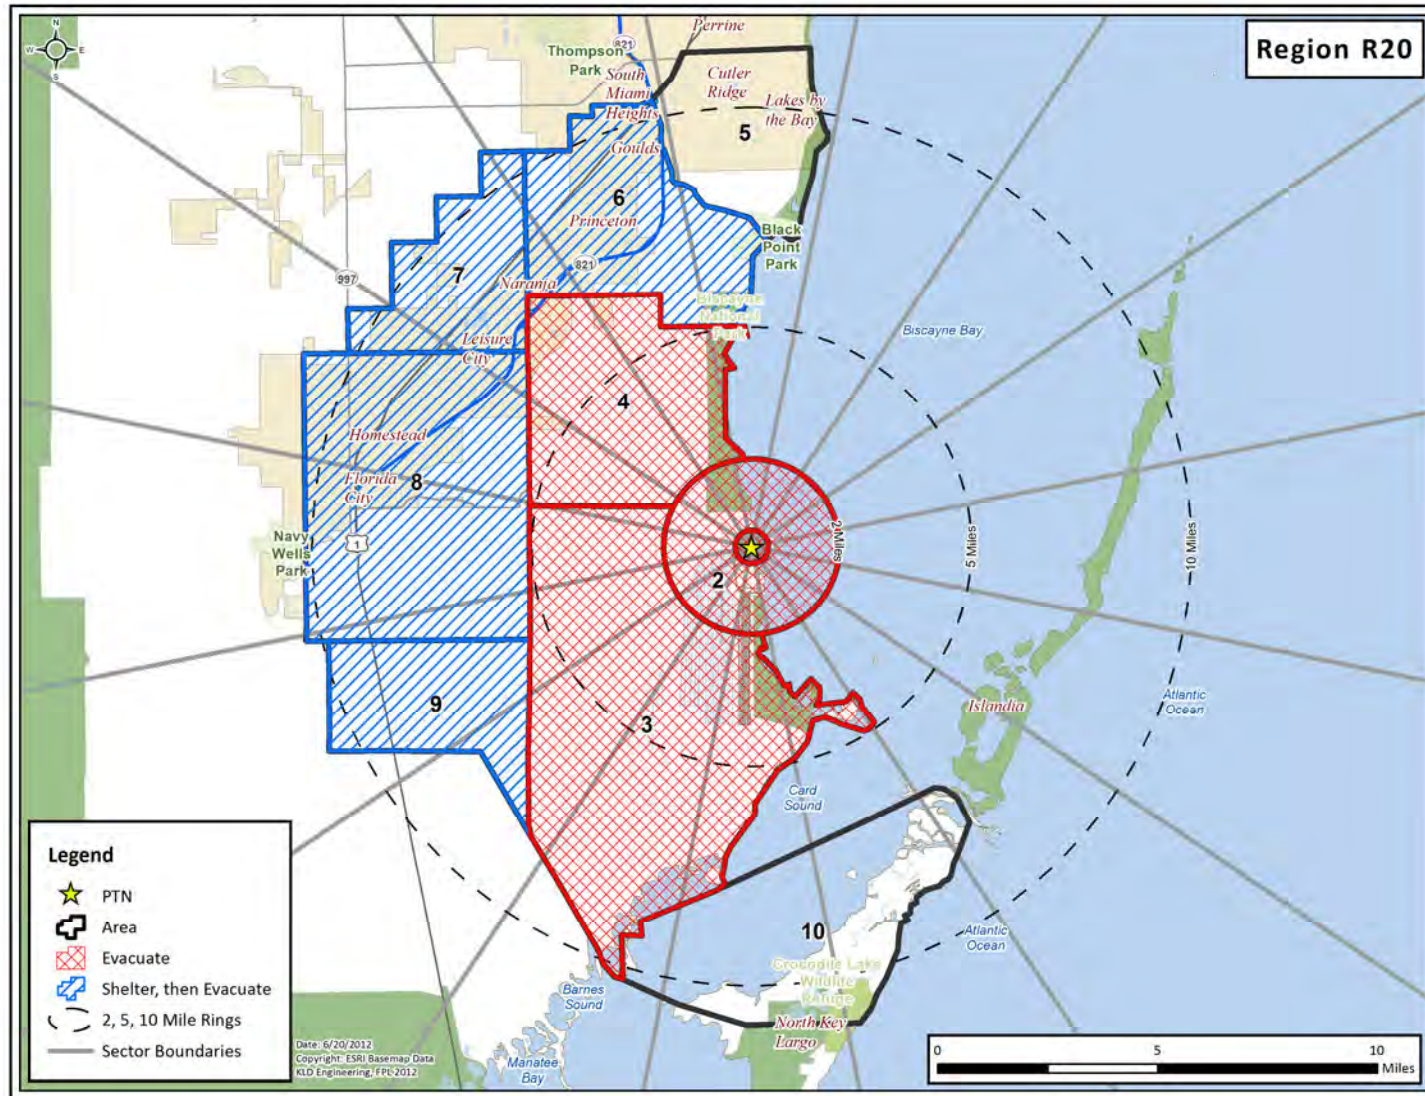 Region R20
N
W
E
S
Perrine
821
Thompson
Park
South
Miami
Heights
Cutler
Ridge
Lakes by
the Bay
5
Goulds
6
Princeton
Black
Point
Park
821
997
7
Naranja
Biscayne
National
Park
Biscayne Bay
Leisure
City
4
Homestead
8
Florida
City
2 Miles
5 Miles
10 Miles
Navy
Wells
Park
1
2
9
3
Islandia
Atlantic
Ocean
Card
Sound
10
Atlantic
Ocean
Crocodile Lake
Wildlife
Refuge
Barnes
Sound
North Key
Largo
Manatee
Bay
Legend
PTN
Area
Evacuate
Shelter, then Evacuate
2, 5, 10 Mile Rings
Sector Boundaries
Date: 6/20/2012
Copyright: ESRI Basemap Data
KLD Engineering, FPL 2012
0 5 10
Miles